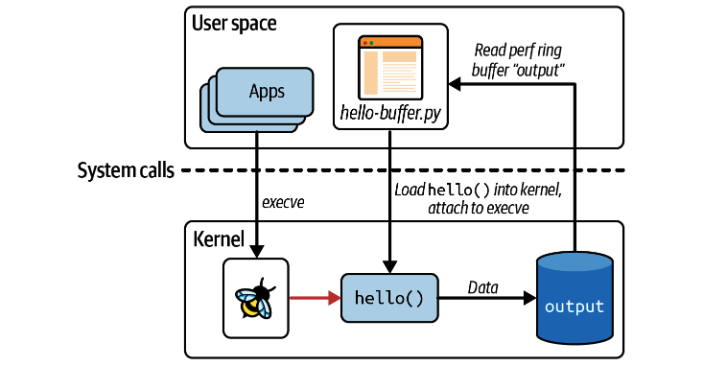 User space
Read perf ring
buffer “output”
Apps
hello-buffer.py
System calls
execve
Load hello() into kernel,
attach to execve
Kernel
hello()
Data
output